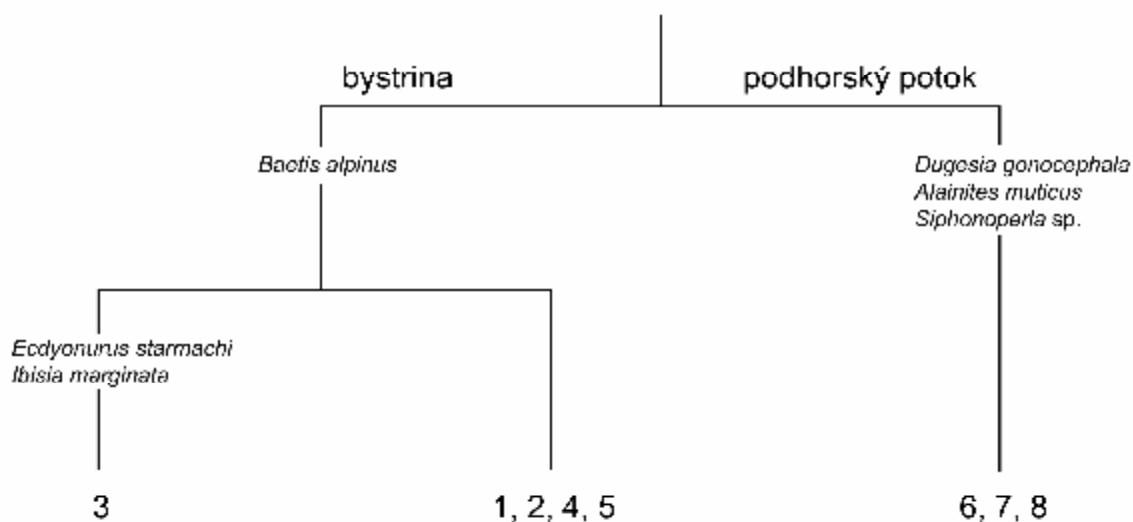 bystrina
podhorský potok
Baetis alpinus
Dugesia gonocephala
Alainites muticus
Siphonoperla sp.
Ecdyonurus starmachi
Ibisia marginata
3
1, 2, 4, 5
6, 7, 8